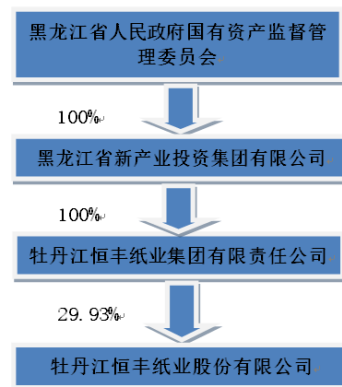 黑龙江省人民政府国有资产监督管
理委员会
100%
黑龙江省新产业投资集团有限公司
100%
牡丹江恒丰纸业集团有限责任公司
29.93%
牡丹江恒丰纸业股份有限公司